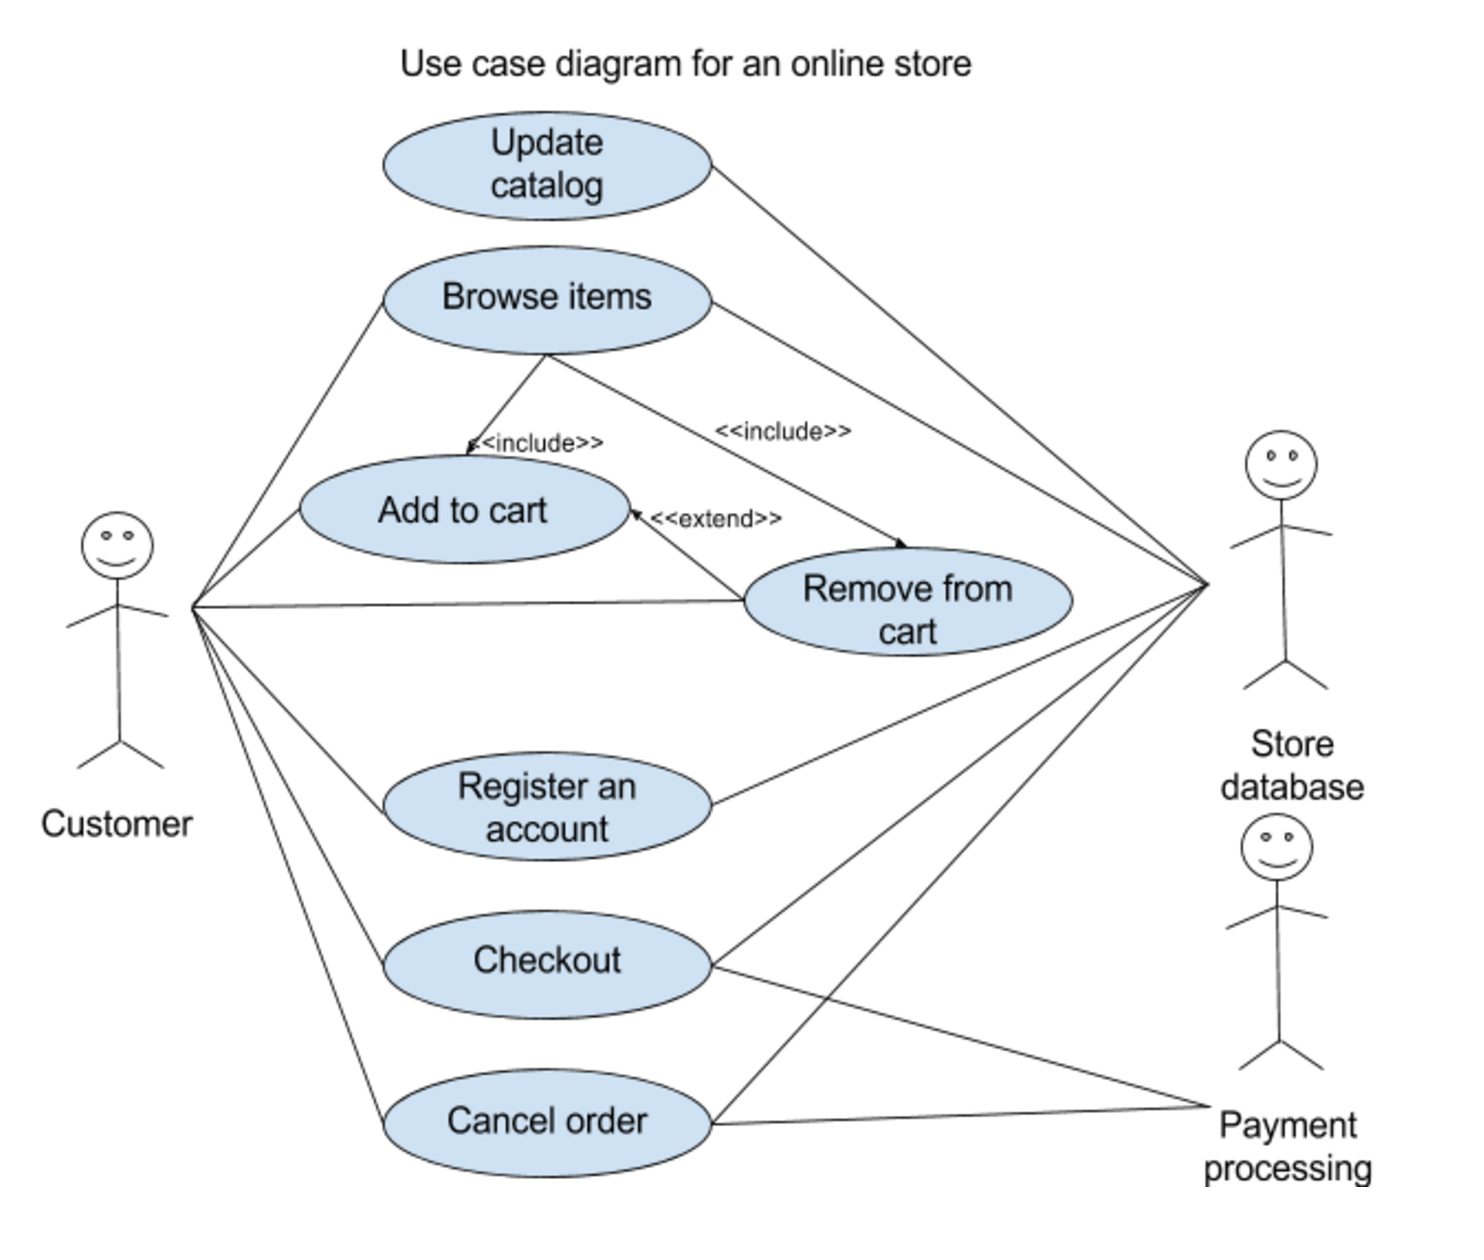 Use case diagram for an online store
Update
catalog
Browse items
<<include>>
<<include>>
Add to cart
<<extend>>
Remove from
cart
Customer
Store
database
Register an
account
Checkout
Cancel order
Payment
processing